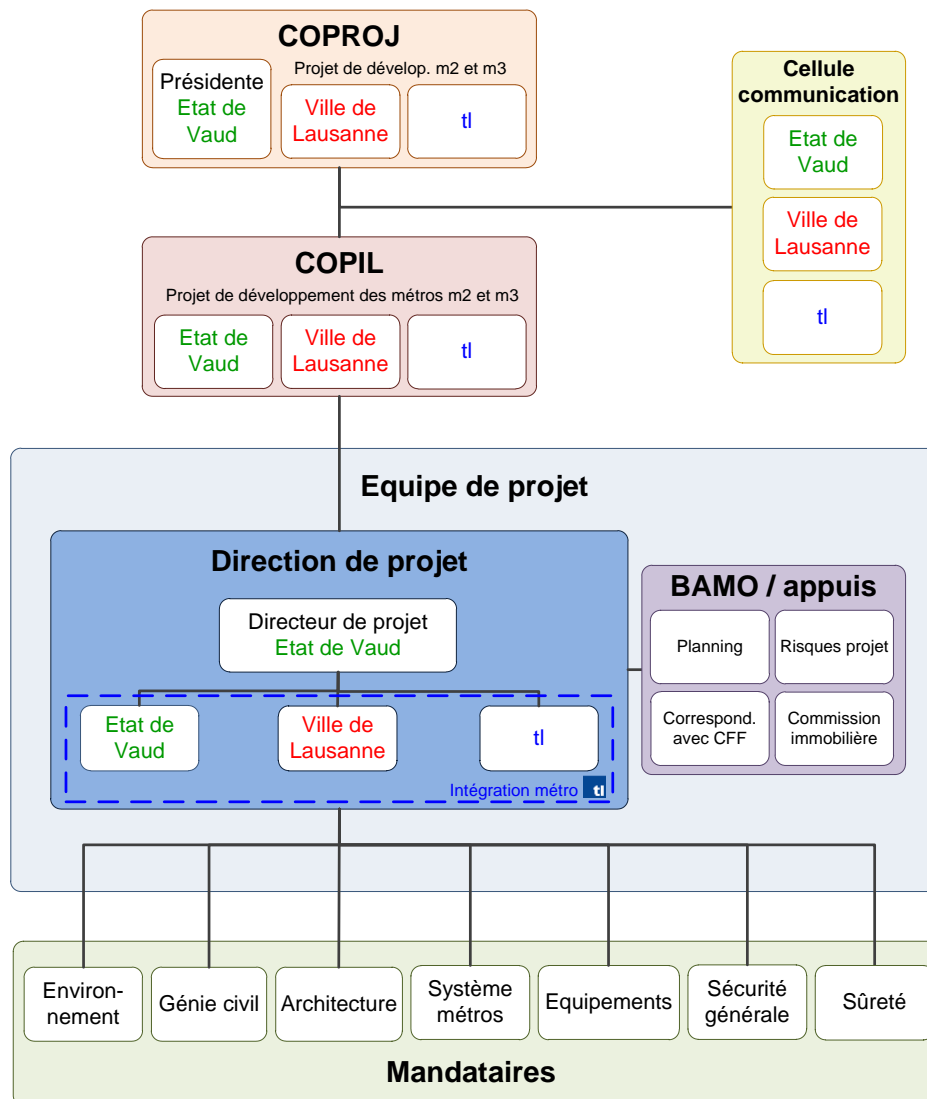 COPROJ
Projet de dévelop. m2 et m3
Présidente
Etat de
Vaud
Ville de
Lausanne
tl
Cellule
communication
Etat de
Vaud
Ville de
Lausanne
tl
COPIL
Projet de développement des métros m2 et m3
Etat de
Vaud
Ville de
Lausanne
tl
Equipe de projet
Direction de projet
Directeur de projet
Etat de Vaud
Etat de
Vaud
Ville de
Lausanne
tl
Intégration métro tl
BAMO / appuis
Planning
Risques projet
Correspond.
avec CFF
Commission
immobilière
Environ-
nement
Génie civil
Architecture
Système
métros
Equipements
Sécurité
générale
Sûreté
Mandataires